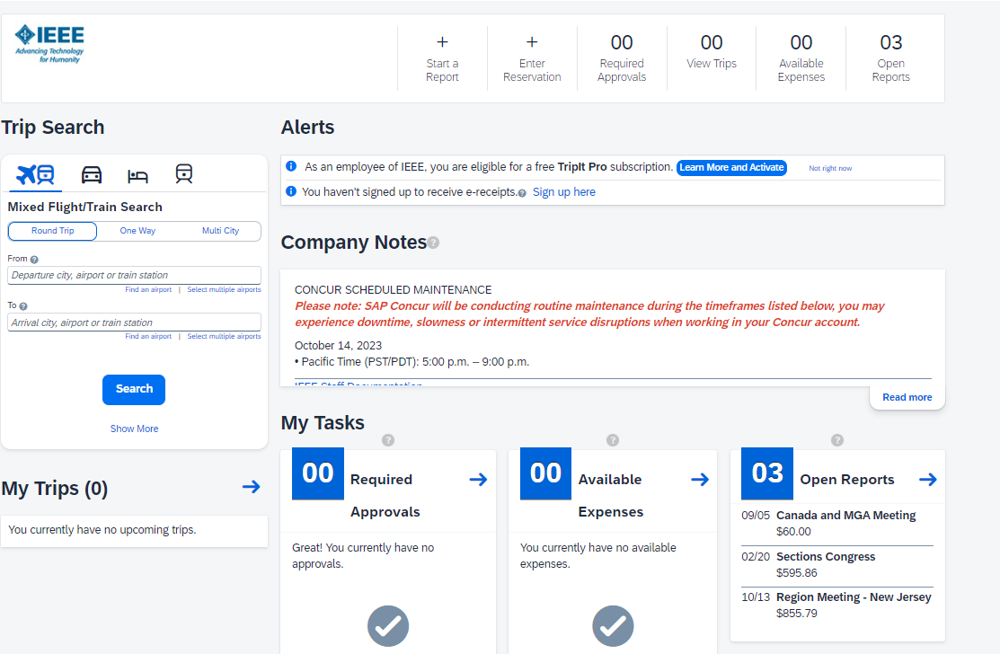 IEEE
Advancing Technology
for Humanity
+
Start a
Report
+
Enter
Reservation
00
Required
Approvals
00
View Trips
00
Available
Expenses
03
Open
Reports
Trip Search
Mixed Flight/Train Search
Round Trip
One Way
Multi City
From ?
Departure city, airport or train station
Find an airport | Select multiple airports
To ?
Arrival city, airport or train station
Find an airport | Select multiple airports
Search
Show More
My Trips (0)
You currently have no upcoming trips.
Alerts
As an employee of IEEE, you are eligible for a free TripIt Pro subscription. Learn More and Activate Not right now
You haven't signed up to receive e-receipts. ? Sign up here
Company Notes ?
CONCUR SCHEDULED MAINTENANCE
Please note: SAP Concur will be conducting routine maintenance during the timeframes listed below, you may
experience downtime, slowness or intermittent service disruptions when working in your Concur account.
October 14, 2023
• Pacific Time (PST/PDT): 5:00 p.m. – 9:00 p.m.
IEEE Staff Documentation
Read more
My Tasks
?
00
Required
Approvals
Great! You currently have no
approvals.
?
00
Available
Expenses
You currently have no available
expenses.
?
03
Open Reports
09/05 Canada and MGA Meeting
$60.00
02/20 Sections Congress
$595.86
10/13 Region Meeting - New Jersey
$855.79